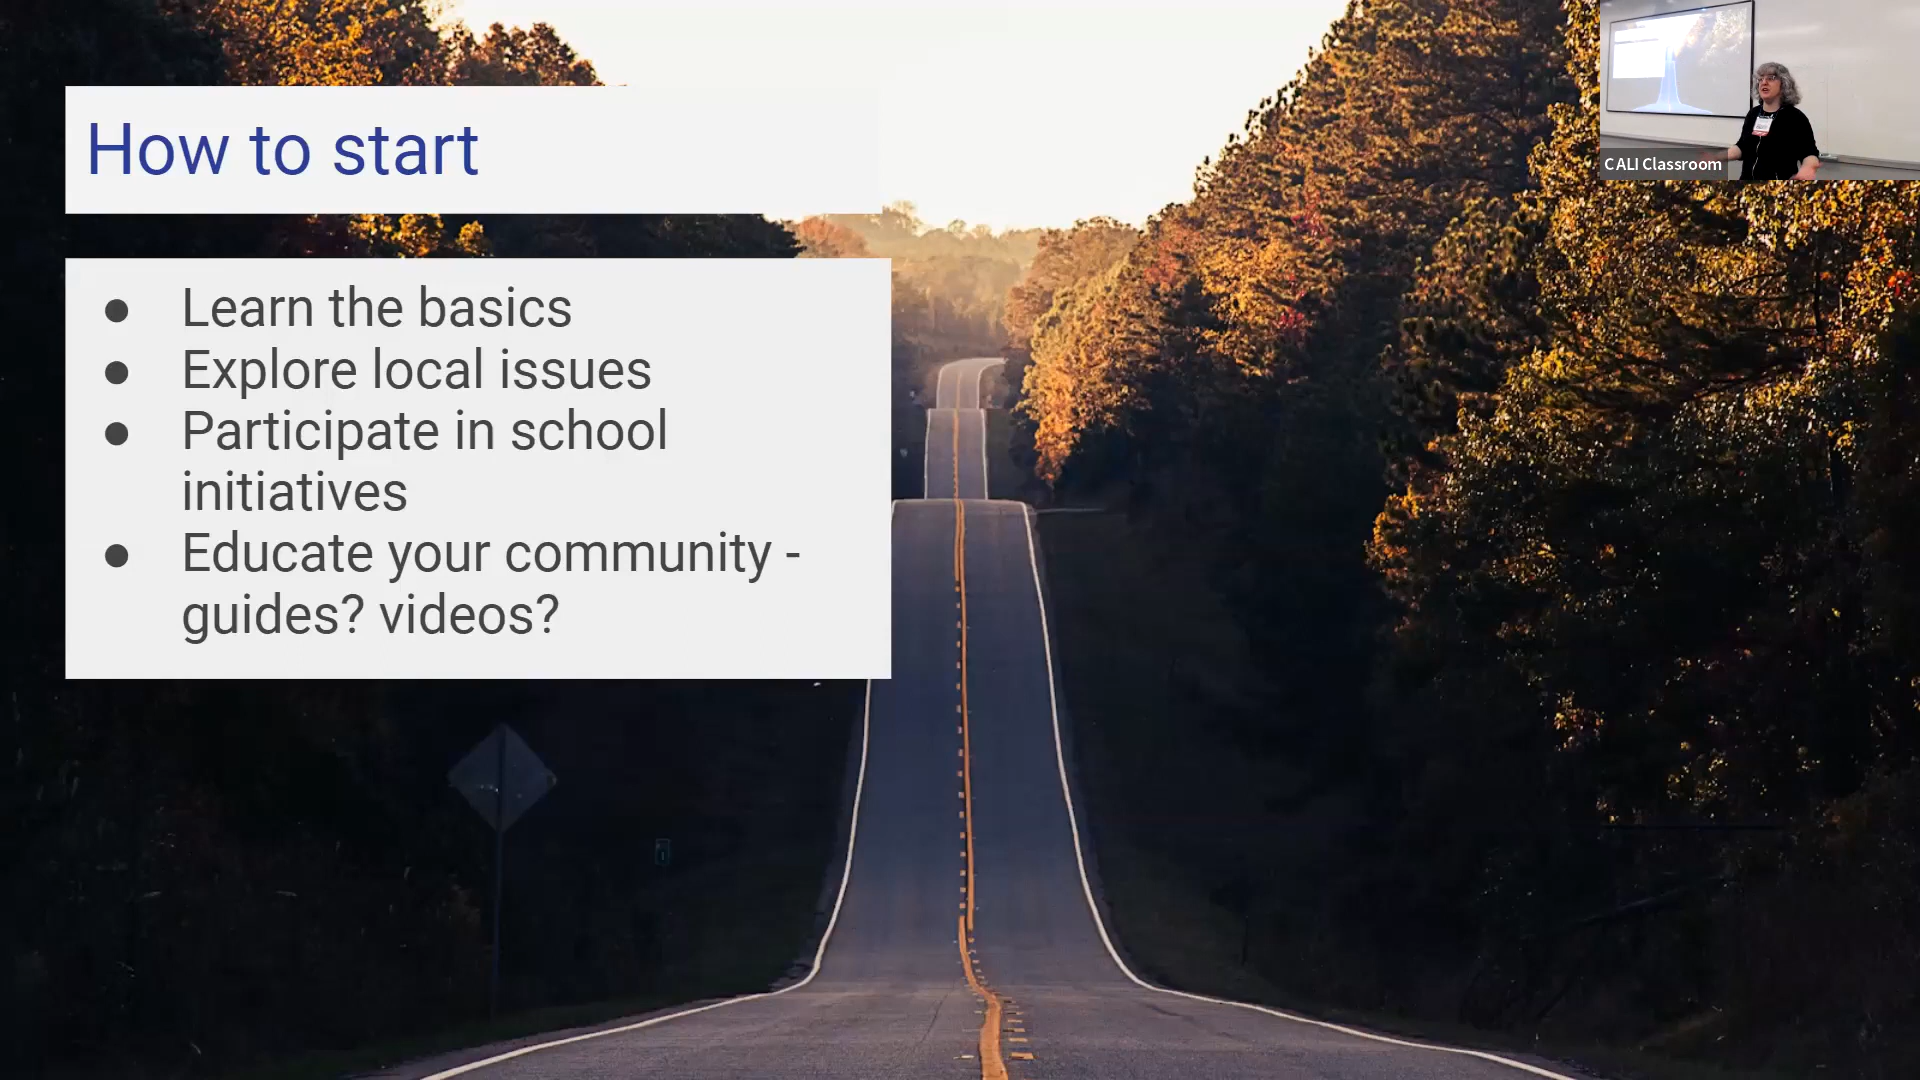 How to start
Learn the basics
Explore local issues
Participate in school
initiatives
Educate your community -
guides? videos?
CALI Classroom